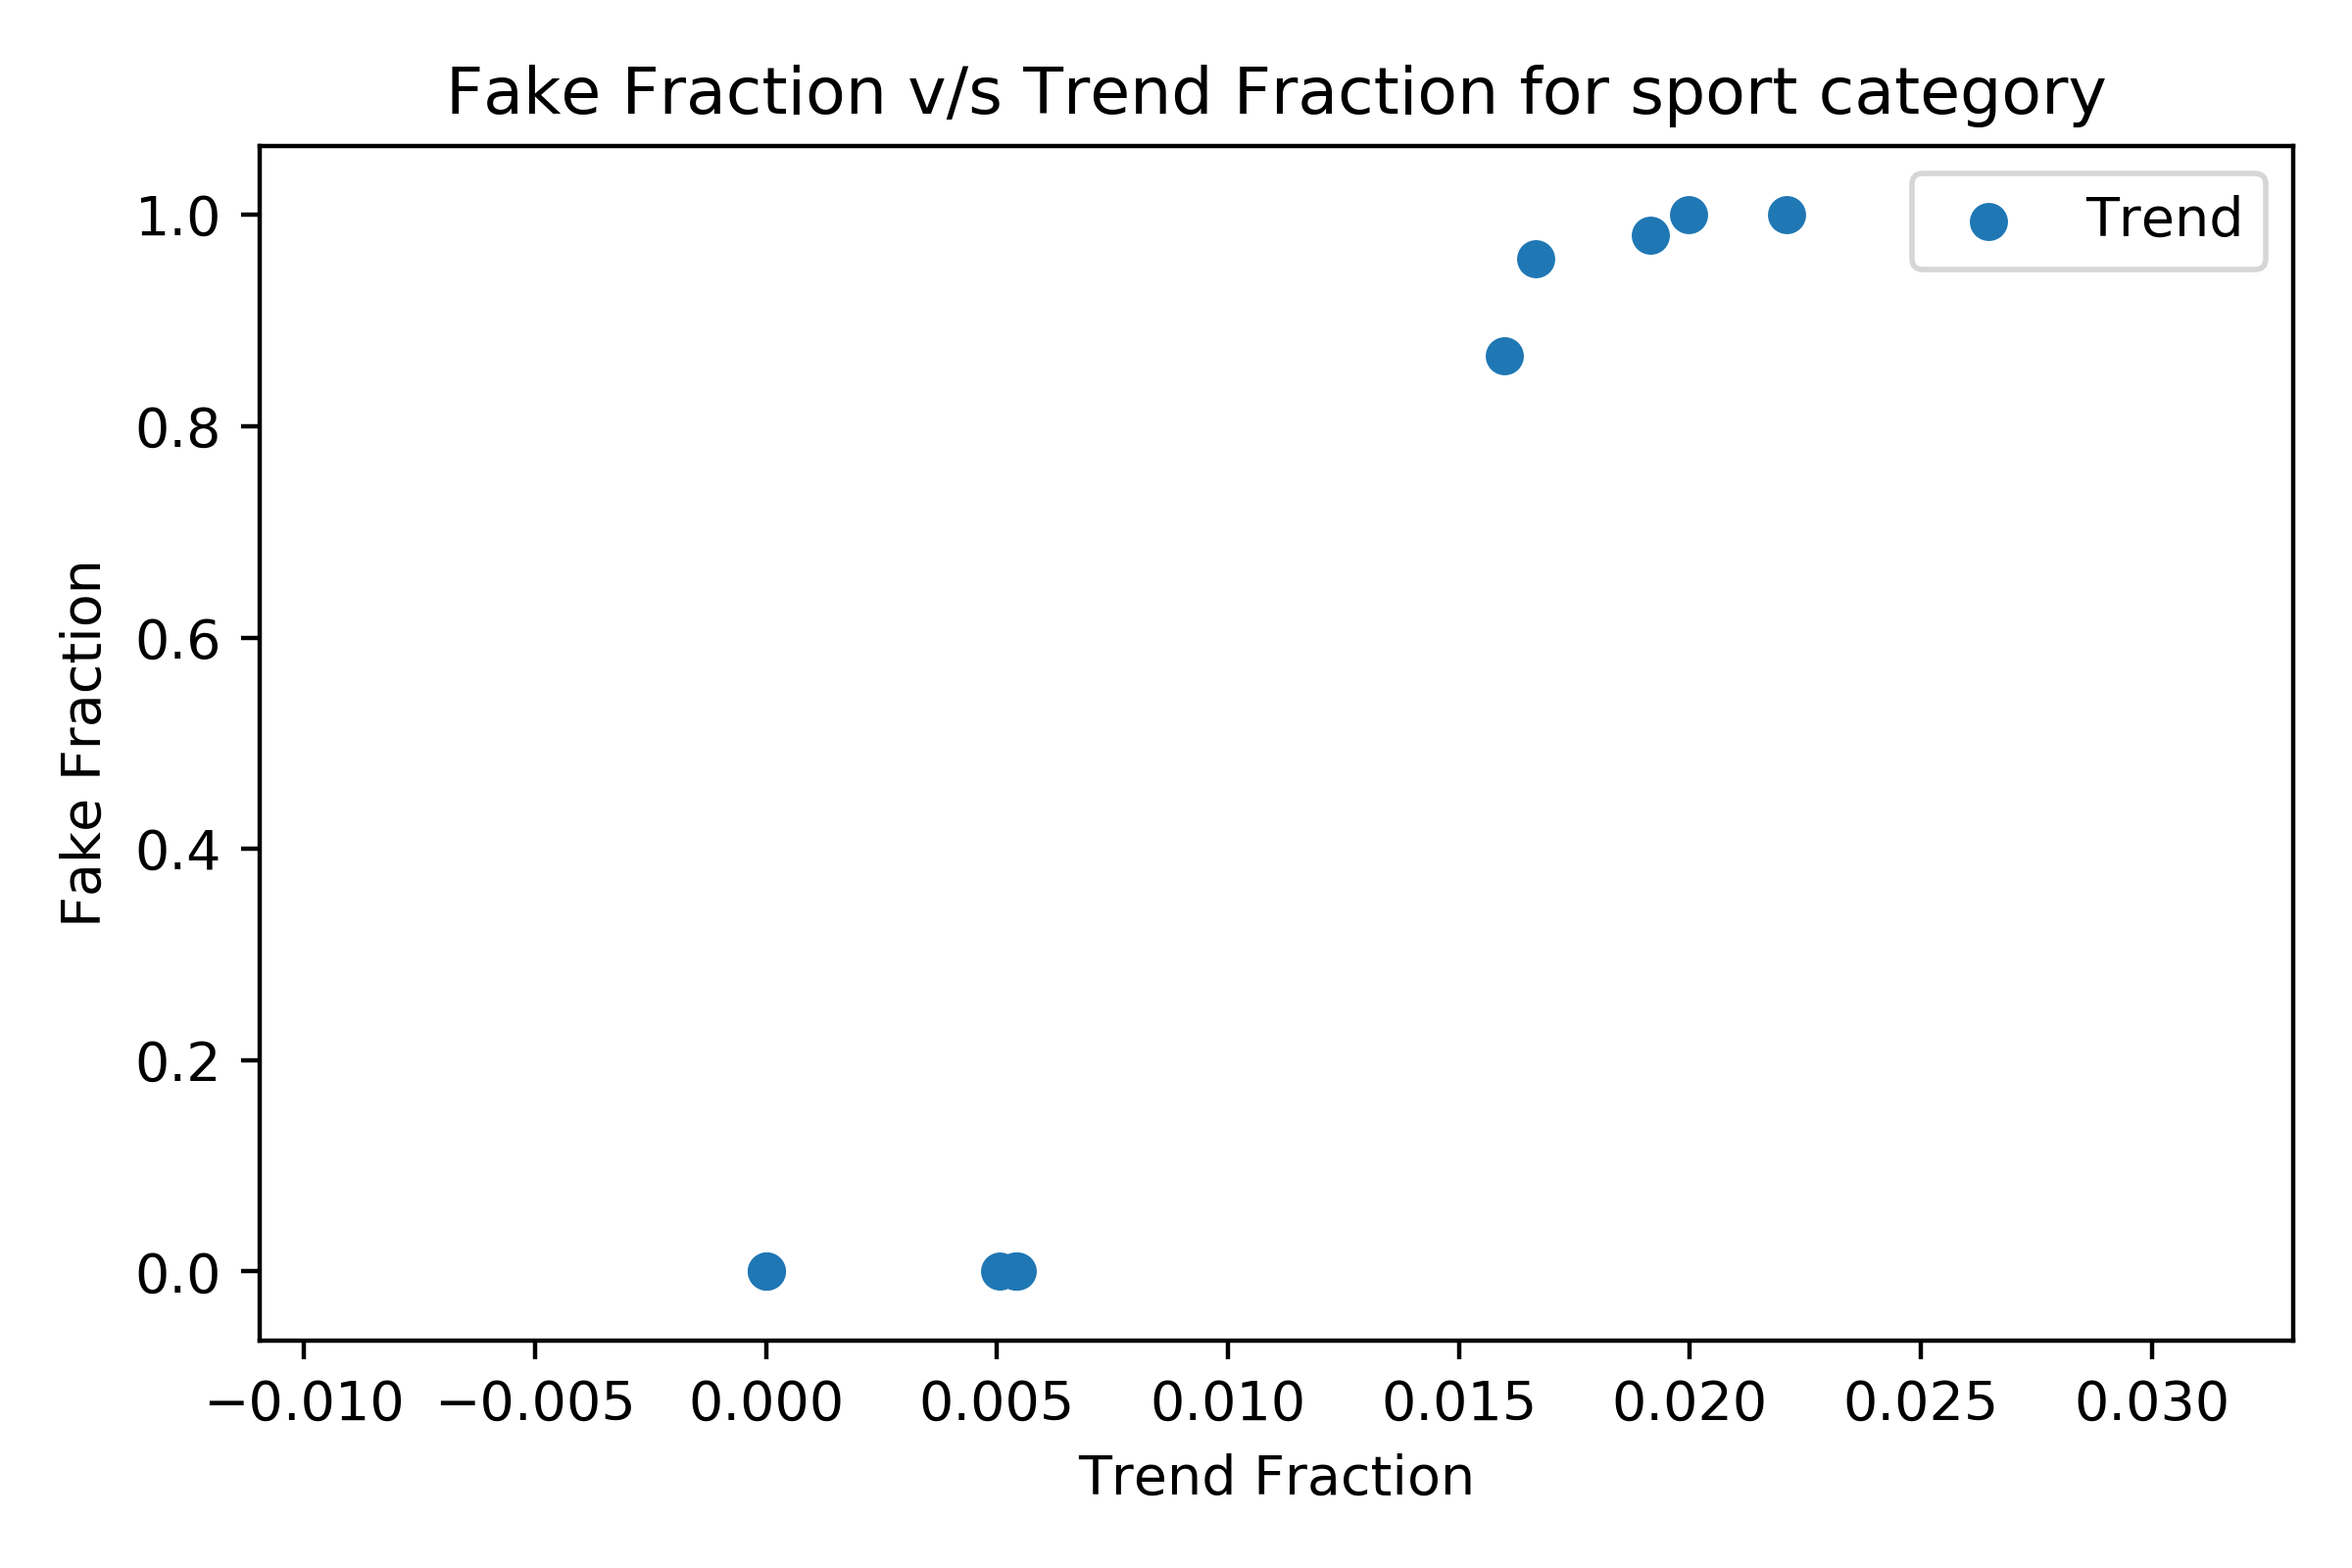 Fake Fraction v/s Trend Fraction for sport category
Trend
1.0
0.8
0.6
0.4
0.2
0.0
Fake Fraction
−0.010 −0.005 0.000 0.005 0.010 0.015 0.020 0.025 0.030
Trend Fraction